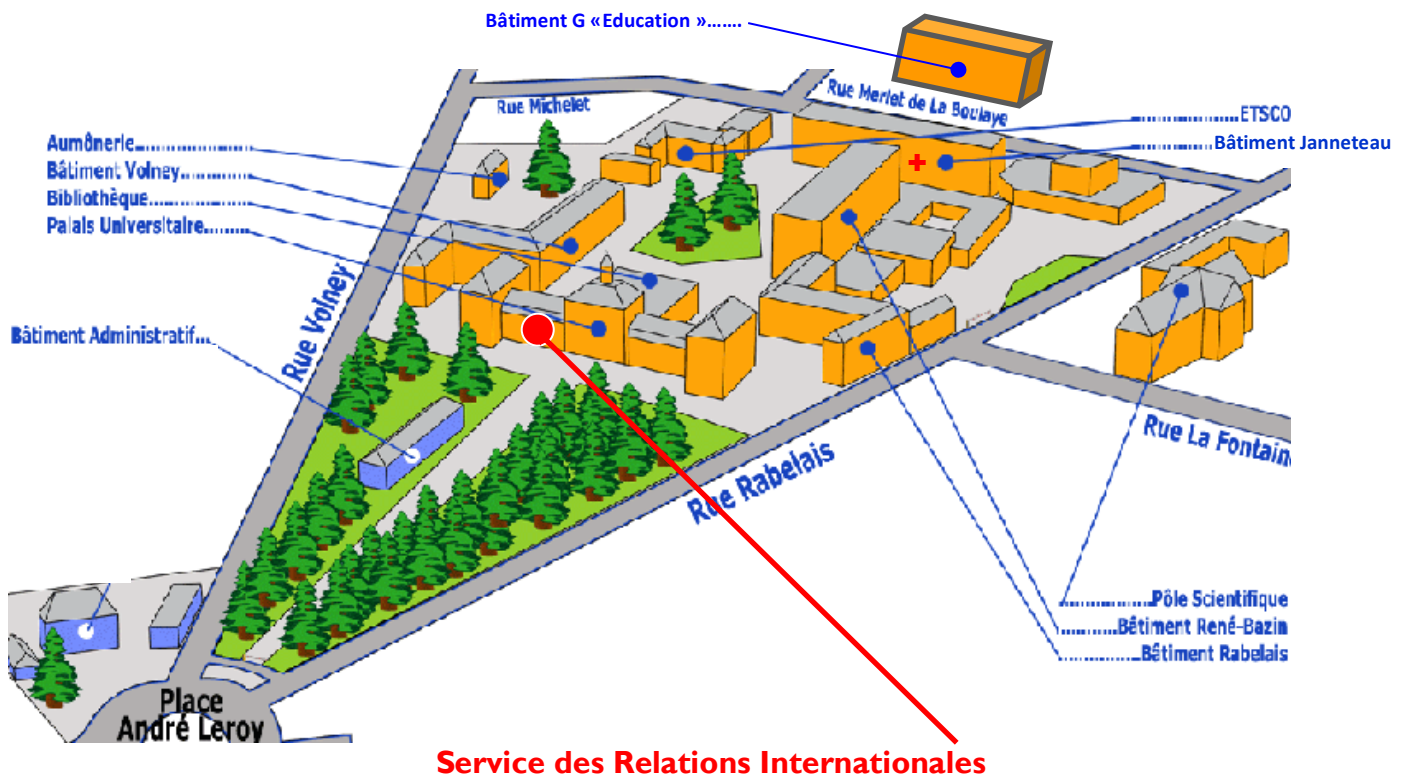 Bâtiment G «Education ».......
Rue Michelet
Rue Merlet de La Boulaye
ETSCO
Bâtiment Janneteau
Aumônerie
Bâtiment Volney
Bibliothèque
Palais Universitaire
Rue Volney
Bâtiment Administratif...
Rue La Fontain
Rue Rabelais
Pôle Scientifique
Bâtiment René-Bazin
Bâtiment Rabelais
Place
André Leroy
Service des Relations Internationales